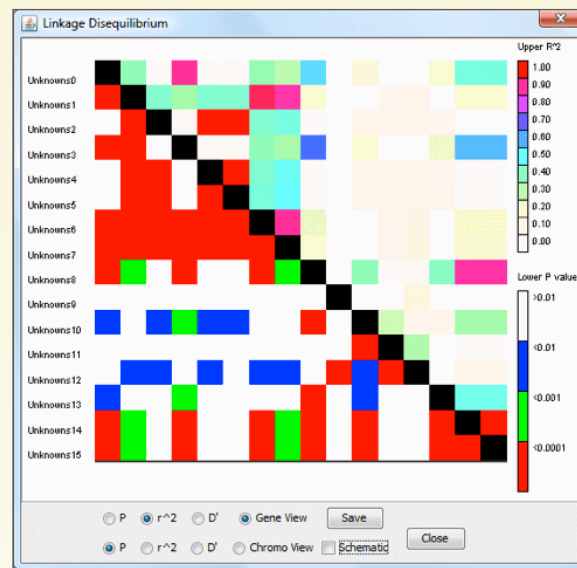 Linkage Disequilibrium
Upper R^2
Unknowns0
Unknowns1
Unknowns2
Unknowns3
Unknowns4
Unknowns5
Unknowns6
Unknowns7
Unknowns8
Unknowns9
Unknowns10
Unknowns11
Unknowns12
Unknowns13
Unknowns14
Unknowns15
1.00
0.90
0.80
0.70
0.60
0.50
0.40
0.30
0.20
0.10
0.00
Lower P value
>0.01
<0.01
<0.001
<0.0001
P r^2 D' Gene View Save
P r^2 D' Chromo View Schematic Close